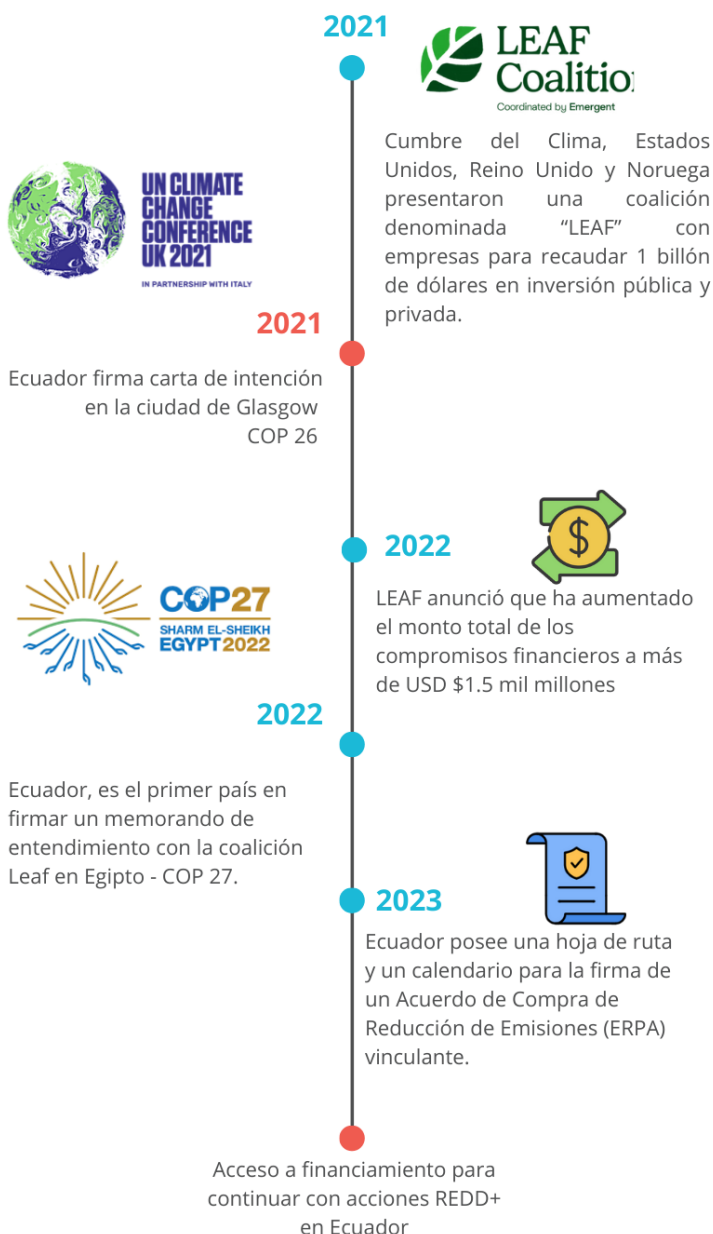 2021
LEAF
Coalitio
Coordinated by Emergent
Cumbre del Clima, Estados
Unidos, Reino Unido y Noruega
presentaron una coalición
denominada “LEAF” con
empresas para recaudar 1 billón
de dólares en inversión pública y
privada.
UN CLIMATE
CHANGE
CONFERENCE
UK 2021
IN PARTNERSHIP WITH ITALY
2021
Ecuador firma carta de intención
en la ciudad de Glasgow
COP 26
2022
$
LEAF anunció que ha aumentado
el monto total de los
compromisos financieros a más
de USD $1.5 mil millones
COP27
SHARM EL-SHEIKH
EGYPT2022
2022
Ecuador, es el primer país en
firmar un memorando de
entendimiento con la coalición
Leaf en Egipto - COP 27.
2023
Ecuador posee una hoja de ruta
y un calendario para la firma de
un Acuerdo de Compra de
Reducción de Emisiones (ERPA)
vinculante.
Acceso a financiamiento para
continuar con acciones REDD+
en Ecuador